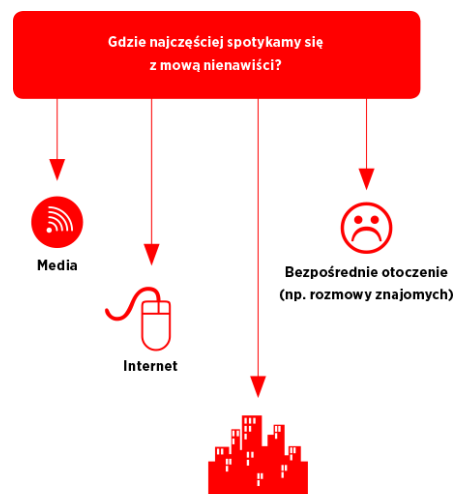 Gdzie najczęściej spotykamy się
z mową nienawiści?
Media
Internet
Bezpośrednie otoczenie
(np. rozmowy znajomych)